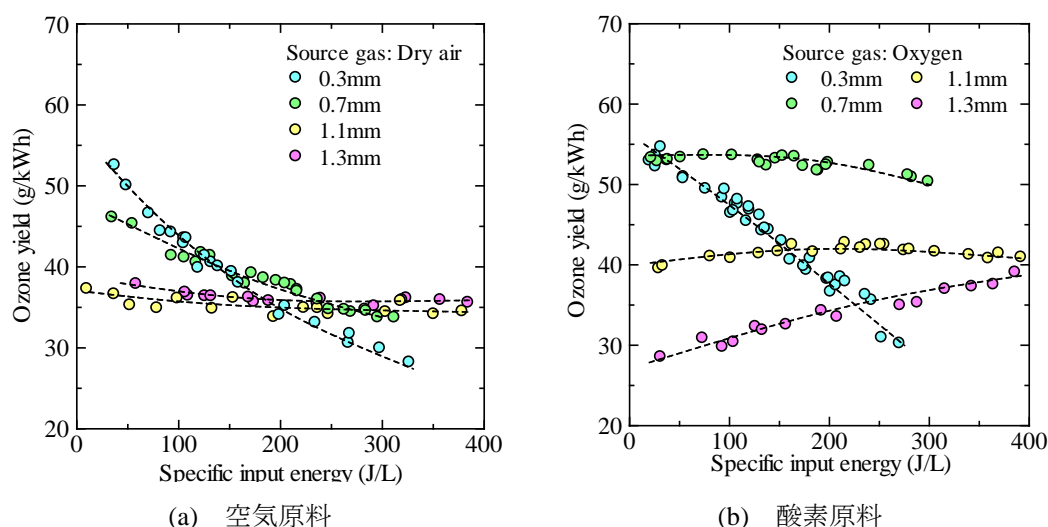 70
60
50
40
30
20
Ozone yield (g/kWh)
Source gas: Dry air
0.3mm
0.7mm
1.1mm
1.3mm
0 100 200 300 400
Specific input energy (J/L)
(a) 空気原料
70
60
50
40
30
20
Ozone yield (g/kWh)
Source gas: Oxygen
0.3mm 1.1mm
0.7mm 1.3mm
0 100 200 300 400
Specific input energy (J/L)
(b) 酸素原料